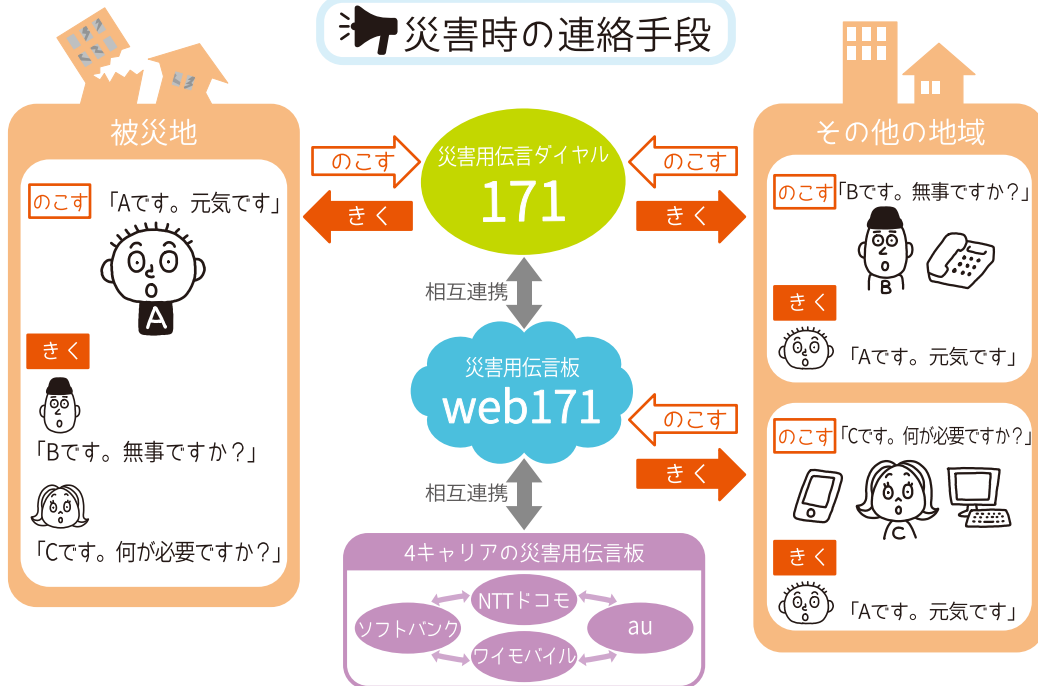 災害時の連絡手段
被災地
のこす 「Aです。元気です」
A
きく
「Bです。無事ですか？」
「Cです。何が必要ですか？」
のこす
きく
災害用伝言ダイヤル
171
のこす
きく
相互連携
災害用伝言板
web171
のこす
きく
相互連携
4キャリアの災害用伝言板
NTTドコモ
ソフトバンク
au
ワイモバイル
その他の地域
のこす 「Bです。無事ですか？」
B
きく
「Aです。元気です」
のこす 「Cです。何が必要ですか？」
C
きく
「Aです。元気です」